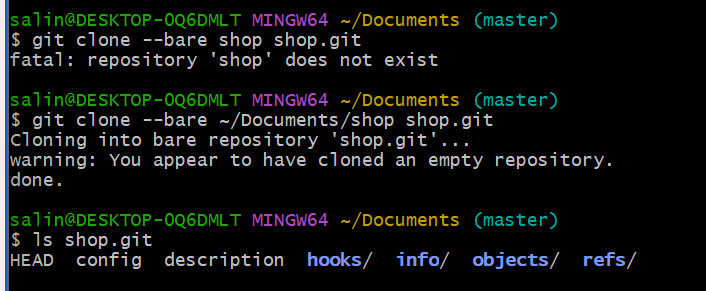 salin@DESKTOP-OQ6DMLT MINGW64 ~/Documents (master)
$ git clone --bare shop shop.git
fatal: repository 'shop' does not exist
salin@DESKTOP-OQ6DMLT MINGW64 ~/Documents (master)
$ git clone --bare ~/Documents/shop shop.git
Cloning into bare repository 'shop.git'...
warning: You appear to have cloned an empty repository.
done.
salin@DESKTOP-OQ6DMLT MINGW64 ~/Documents (master)
$ ls shop.git
HEAD  config  description  hooks/  info/  objects/  refs/